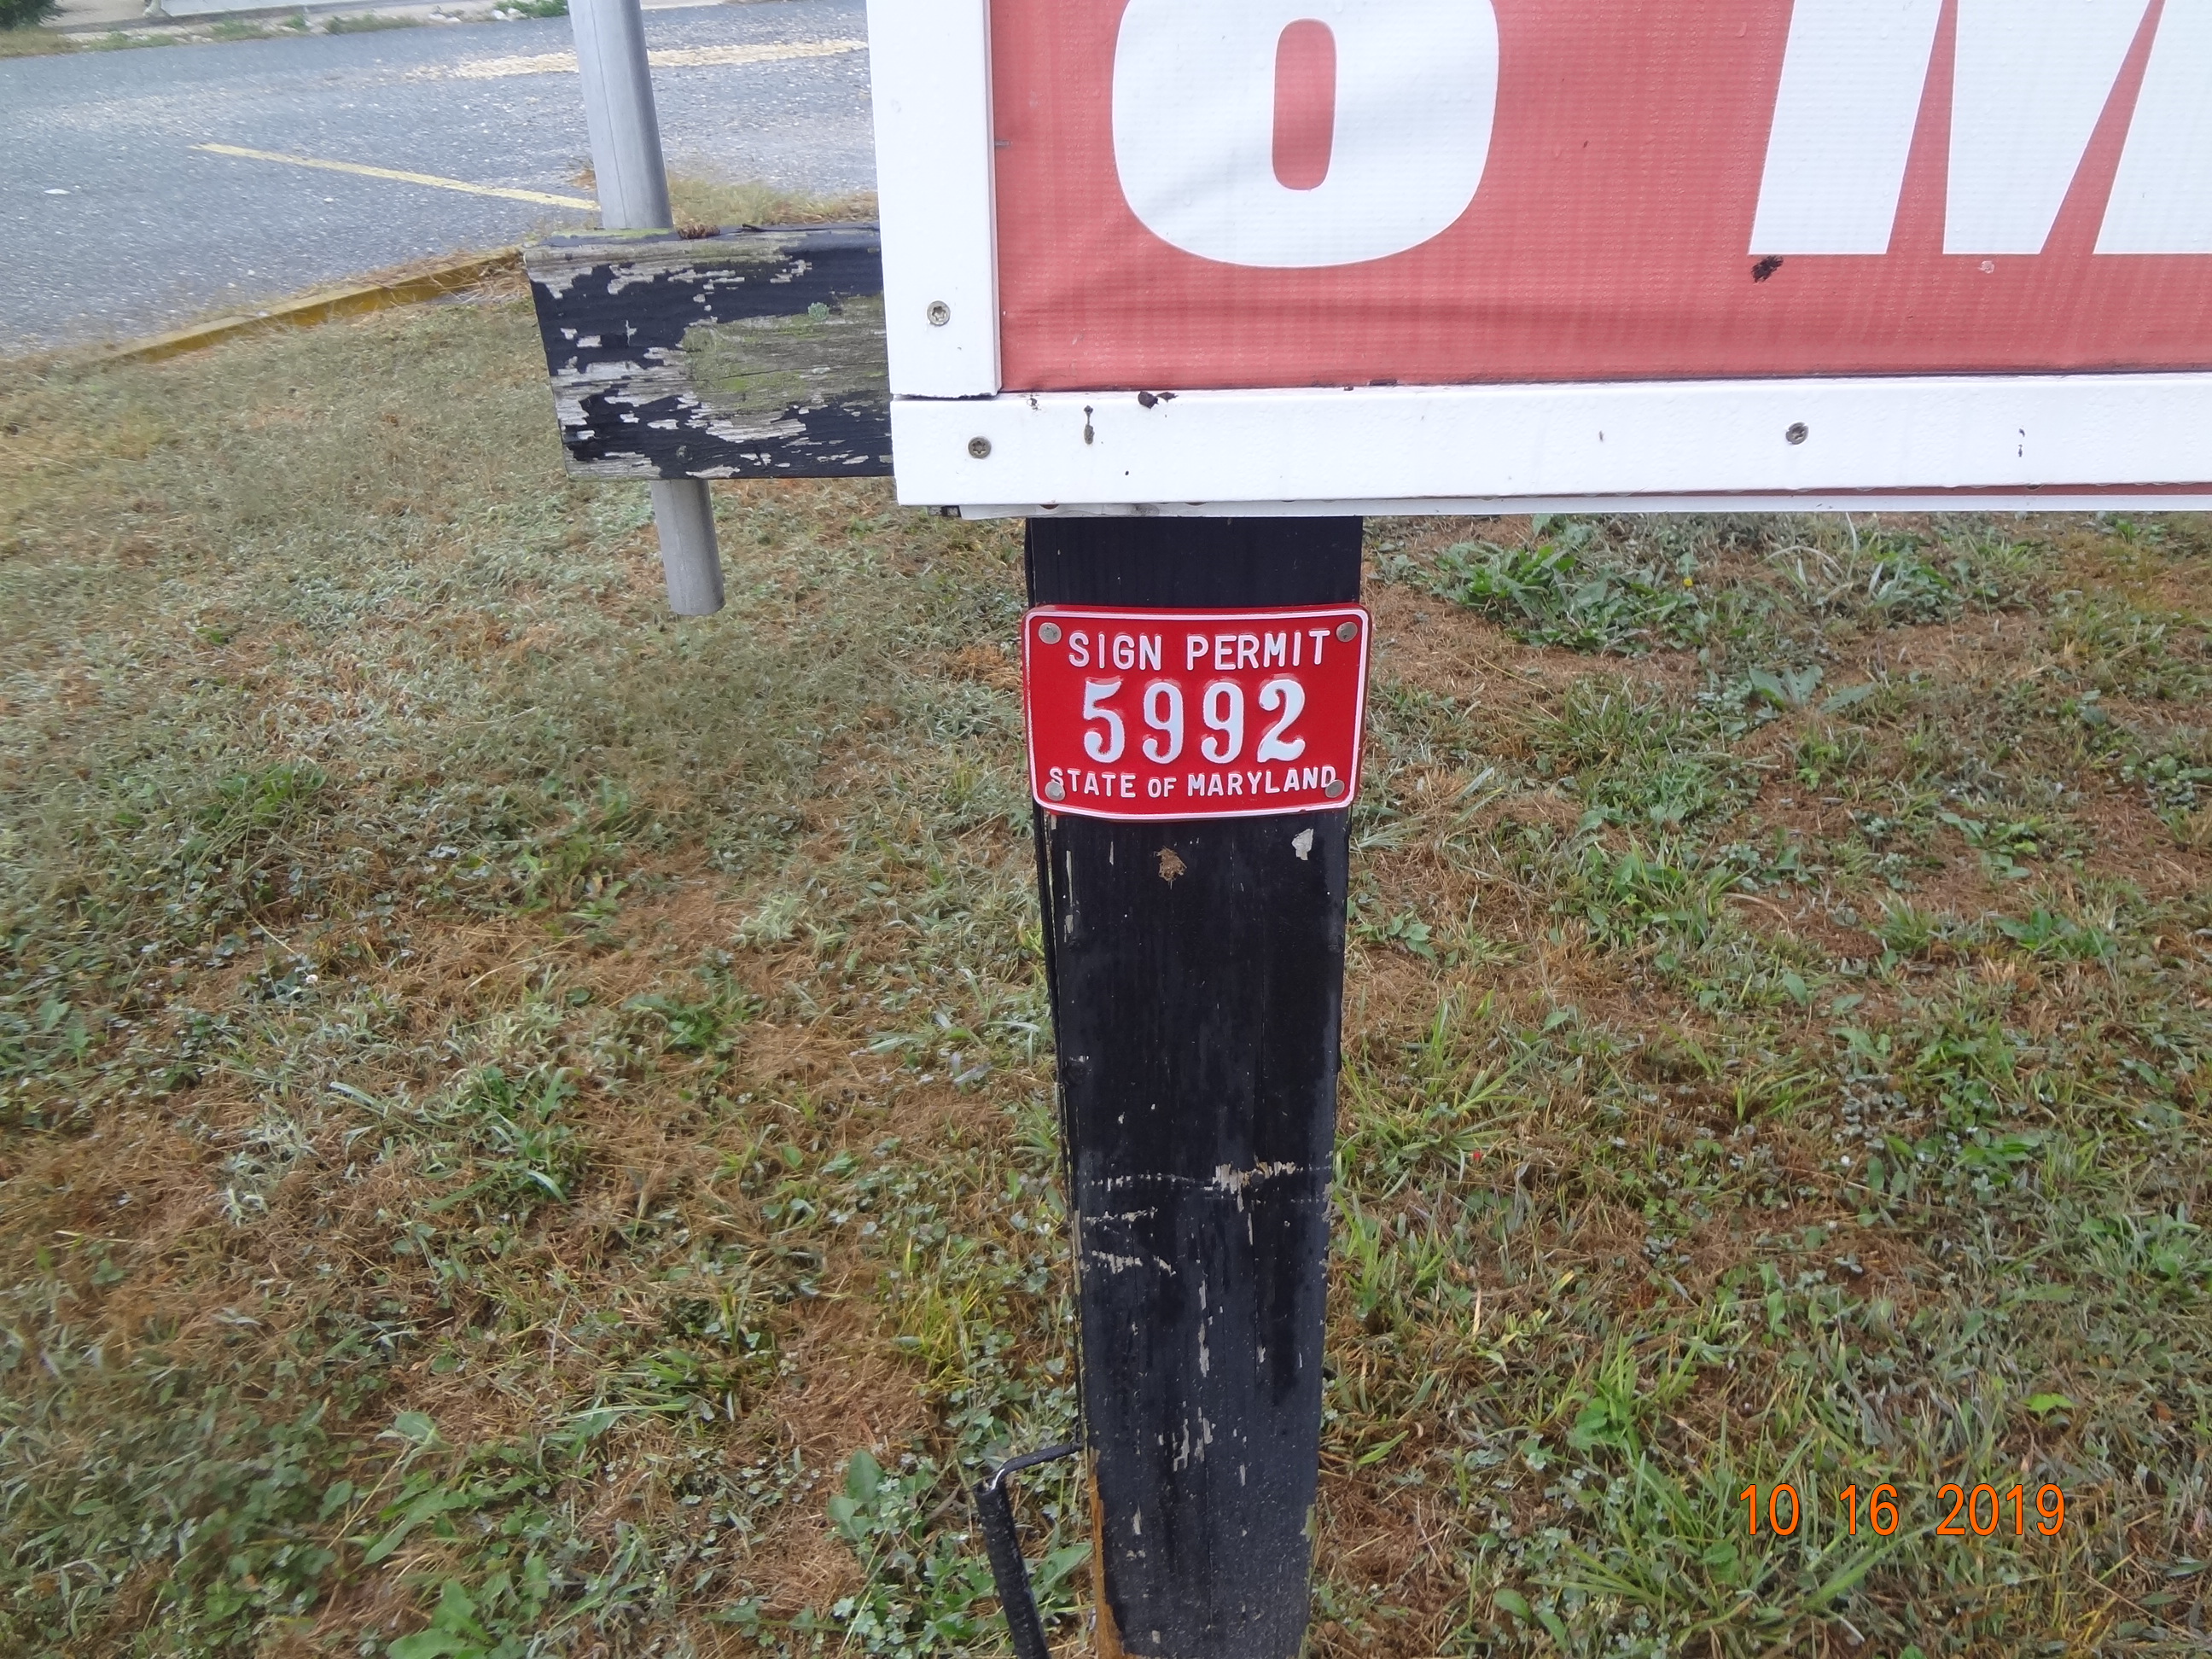 SIGN PERMIT
5992
STATE OF MARYLAND
10 16 2019